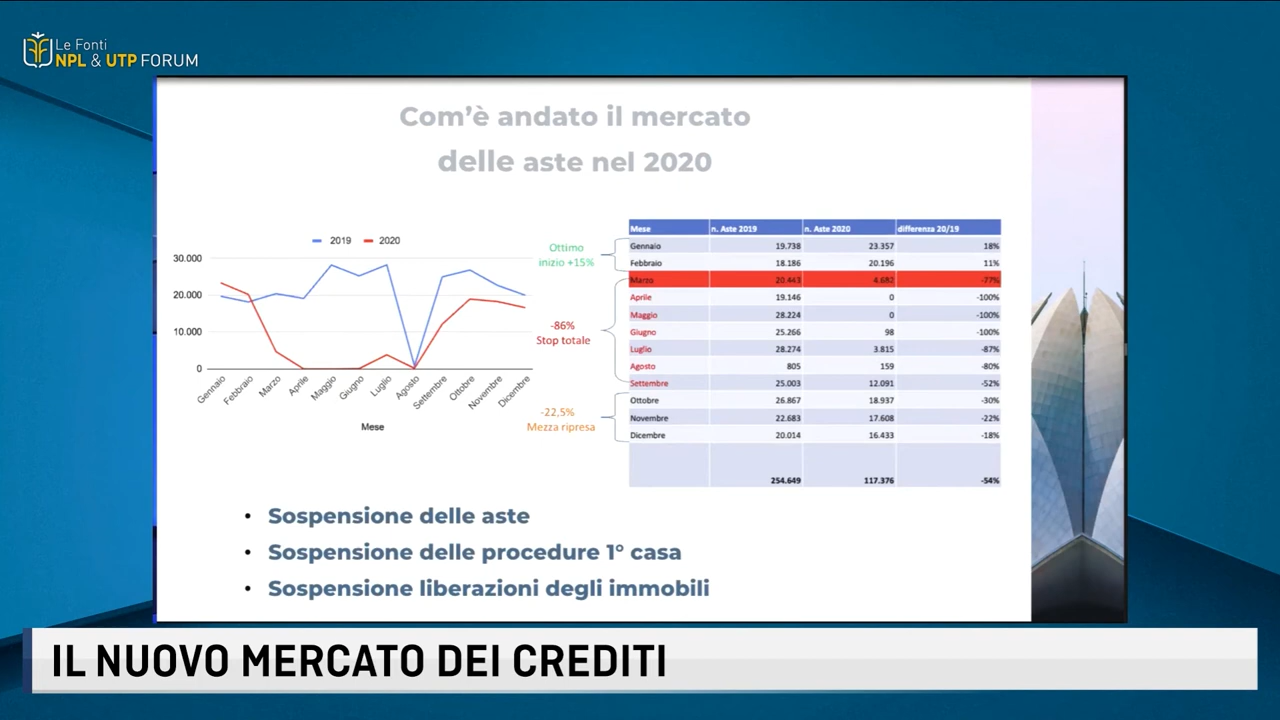 Le Fonti
NPL & UTP FORUM
Com'è andato il mercato
delle aste nel 2020
2019 2020
30.000
20.000
10.000
0
Gennaio Febbraio Marzo Aprile Maggio Giugno Luglio Agosto Settembre Ottobre Novembre Dicembre
Mese
Ottimo
inizio +15%
-86%
Stop totale
-22,5%
Mezza ripresa
Mese n. Aste 2019 n. Aste 2020 differenza 20/19
Gennaio 19.738 23.357 18%
Febbraio 18.186 20.196 11%
Marzo 20.443 4.682 -77%
Aprile 19.146 0 -100%
Maggio 28.224 0 -100%
Giugno 25.266 98 -100%
Luglio 28.274 3.815 -87%
Agosto 805 159 -80%
Settembre 25.003 12.091 -52%
Ottobre 26.867 18.937 -30%
Novembre 22.683 17.608 -22%
Dicembre 20.014 16.433 -18%
254.649 117.376 -54%
• Sospensione delle aste
• Sospensione delle procedure 1° casa
• Sospensione liberazioni degli immobili
IL NUOVO MERCATO DEI CREDITI